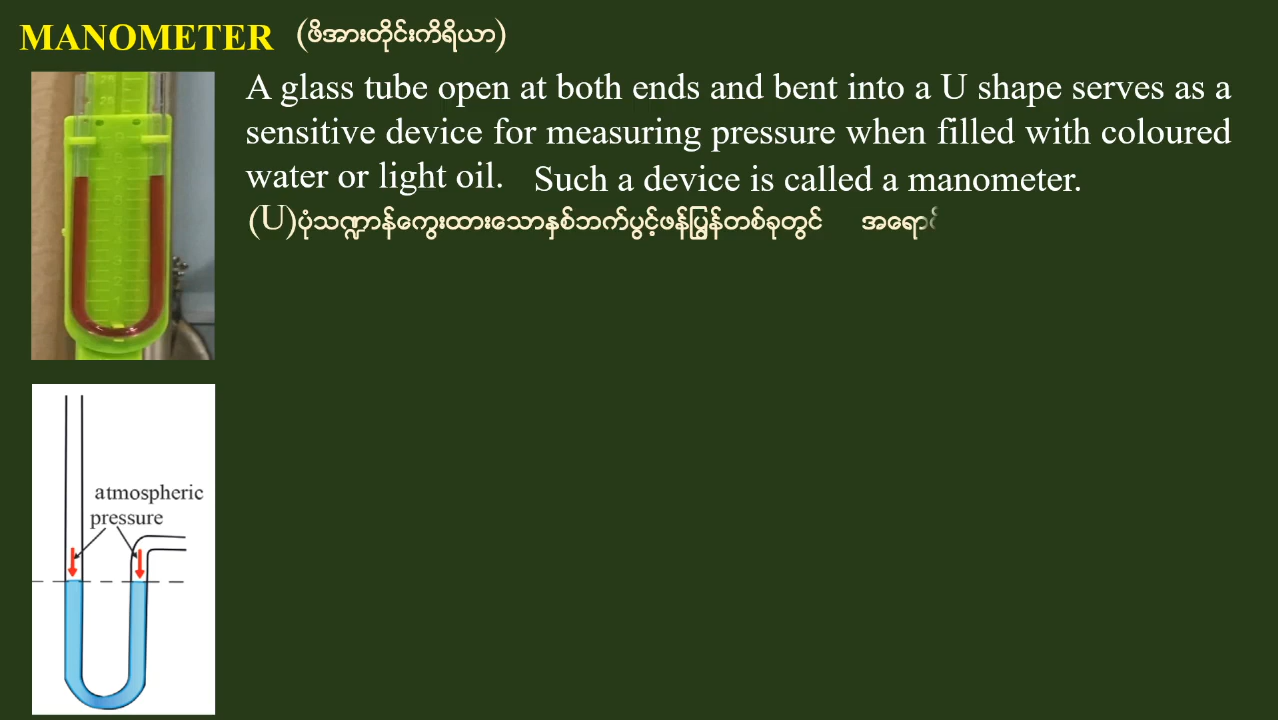 MANOMETER (ဖိအားတိုင်းကိရိယာ)
A glass tube open at both ends and bent into a U shape serves as a
sensitive device for measuring pressure when filled with coloured
water or light oil. Such a device is called a manometer.
(U)ပုံသဏ္ဍာန်ကွေးထားသောနှစ်ဘက်ပွင့်ဖန်ပြွန်တစ်ခုတွင်
atmospheric
pressure